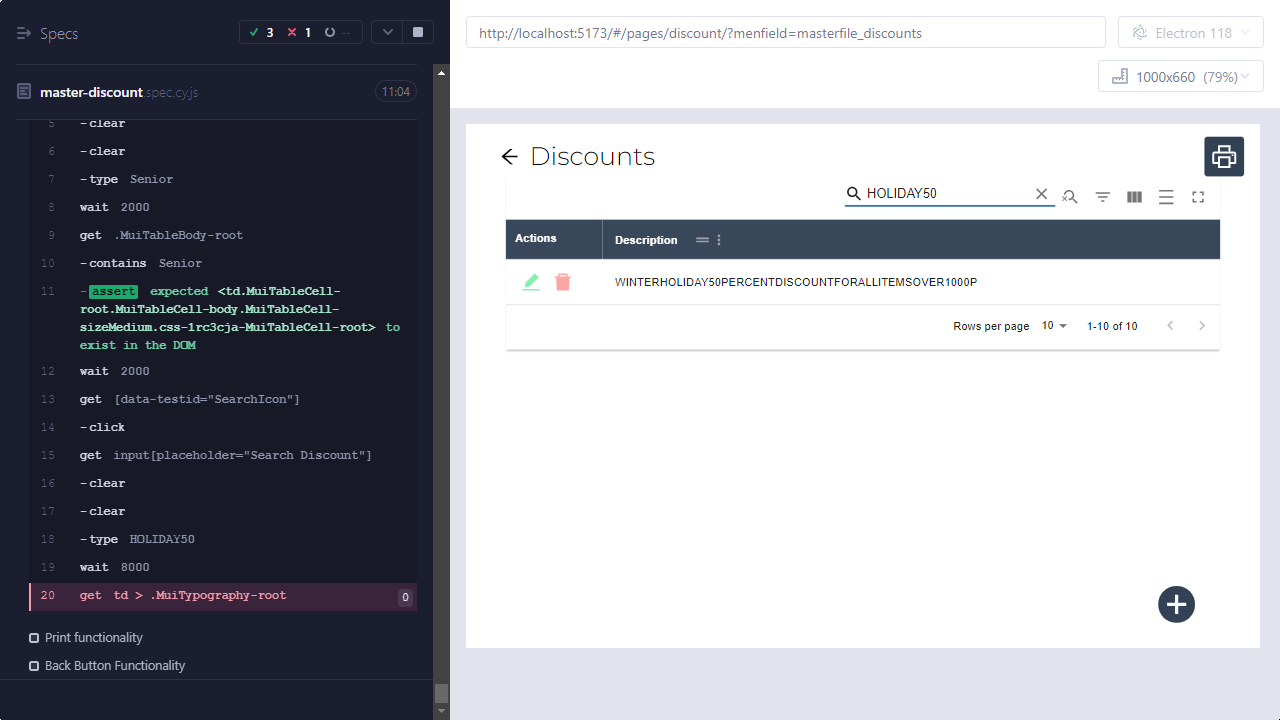 Specs
3
1
--
http://localhost:5173/#/pages/discount/?menfield=masterfile_discounts
Electron 118
1000x660 (79%)
master-discount.spec.cy.js
11:04
5 -clear
6 -clear
7 -type Senior
8 wait 2000
9 get .MuiTableBody-root
10 -contains Senior
11 -assert expected <td.MuiTableCell-
root.MuiTableCell-body.MuiTableCell-
sizeMedium.css-1rc3cja-MuiTableCell-root> to
exist in the DOM
12 wait 2000
13 get [data-testid="SearchIcon"]
14 -click
15 get input[placeholder="Search Discount"]
16 -clear
17 -clear
18 -type HOLIDAY50
19 wait 8000
20 get td > .MuiTypography-root 0
Print functionality
Back Button Functionality
Discounts
HOLIDAY50
Actions Description
WINTERHOLIDAY50PERCENTDISCOUNTFORALLITEMSOVER1000P
Rows per page 10 1-10 of 10